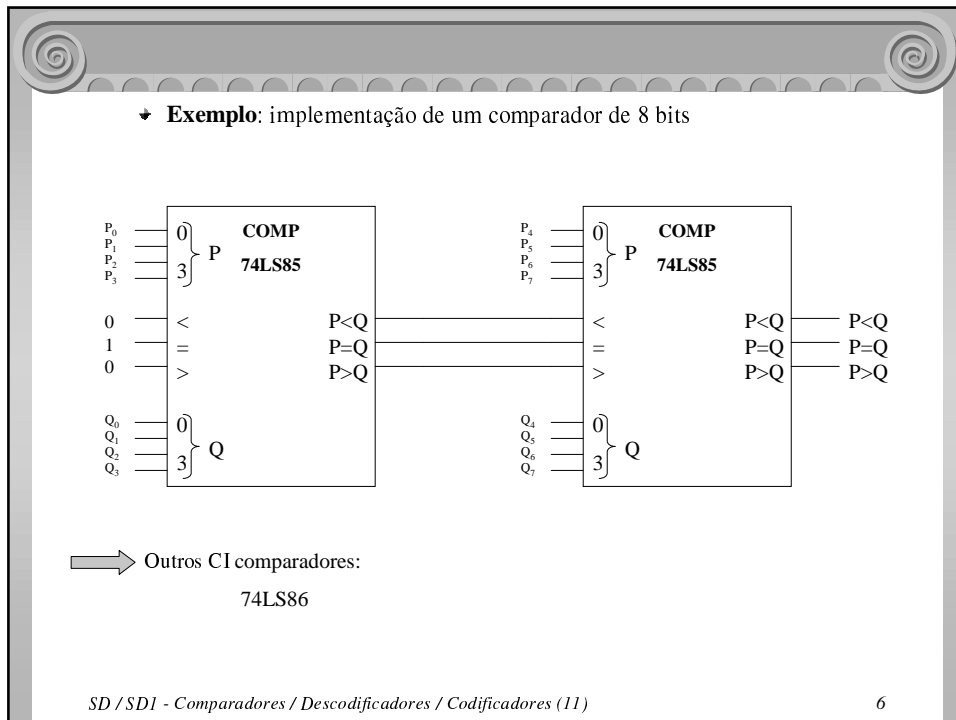 Exemplo: implementação de um comparador de 8 bits
P0
P1
P2
P3
0
3
P
COMP
74LS85
0
1
0
<
=
>
P<Q
P=Q
P>Q
Q0
Q1
Q2
Q3
0
3
Q
P4
P5
P6
P7
0
3
P
COMP
74LS85
<
=
>
P<Q
P=Q
P>Q
P<Q
P=Q
P>Q
Q4
Q5
Q6
Q7
0
3
Q
Outros CI comparadores:
74LS86
SD / SD1 - Comparadores / Descodificadores / Codificadores (11)
6